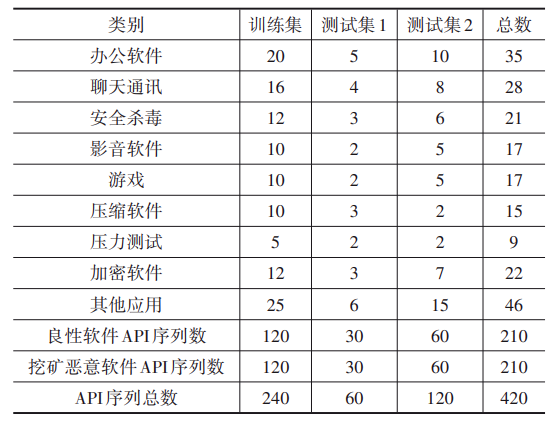 类别 训练集 测试集1 测试集2 总数
办公软件 20 5 10 35
聊天通讯 16 4 8 28
安全杀毒 12 3 6 21
影音软件 10 2 5 17
游戏 10 2 5 17
压缩软件 10 3 2 15
压力测试 5 2 2 9
加密软件 12 3 7 22
其他应用 25 6 15 46
良性软件API序列数 120 30 60 210
挖矿恶意软件API序列数 120 30 60 210
API序列总数 240 60 120 420